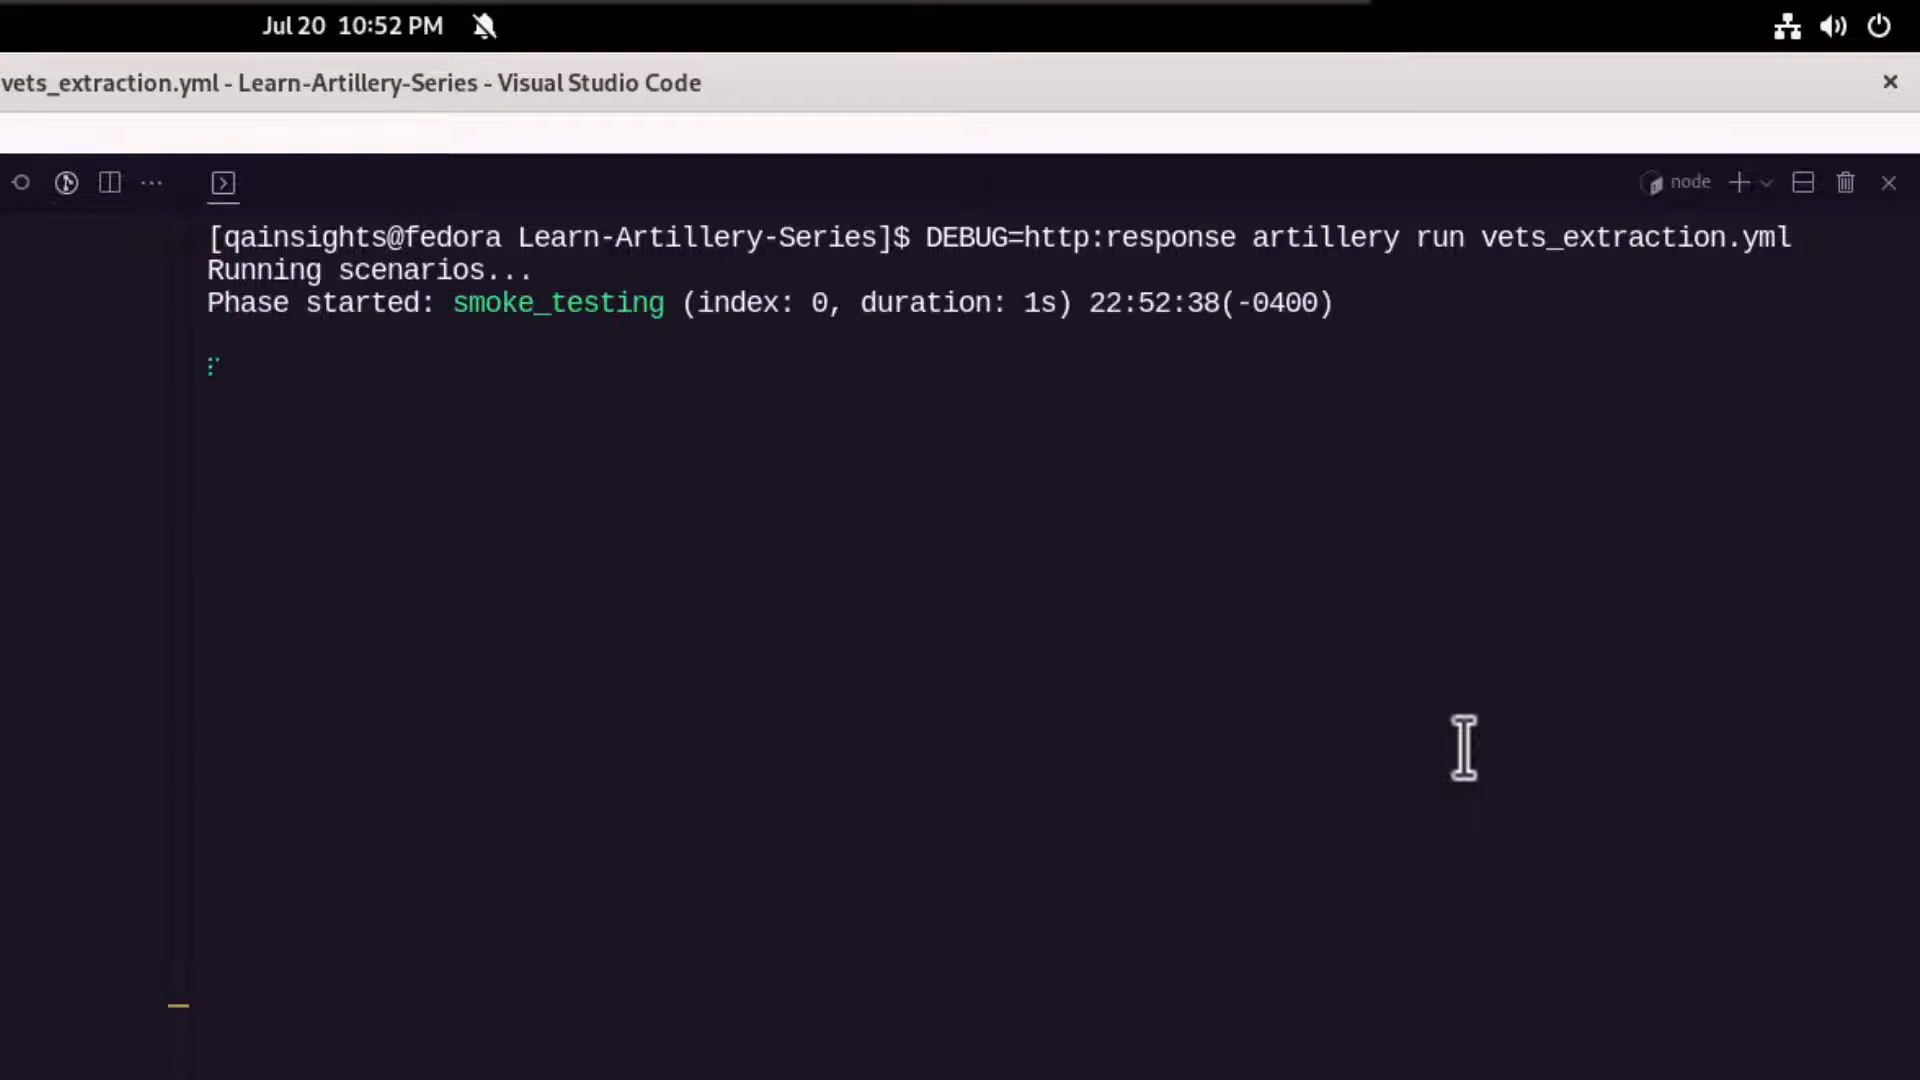 Jul 20 10:52 PM
vets_extraction.yml - Learn-Artillery-Series - Visual Studio Code
node
[qainsights@fedora Learn-Artillery-Series]$ DEBUG=http:response artillery run vets_extraction.yml
Running scenarios...
Phase started: smoke_testing (index: 0, duration: 1s) 22:52:38(-0400)